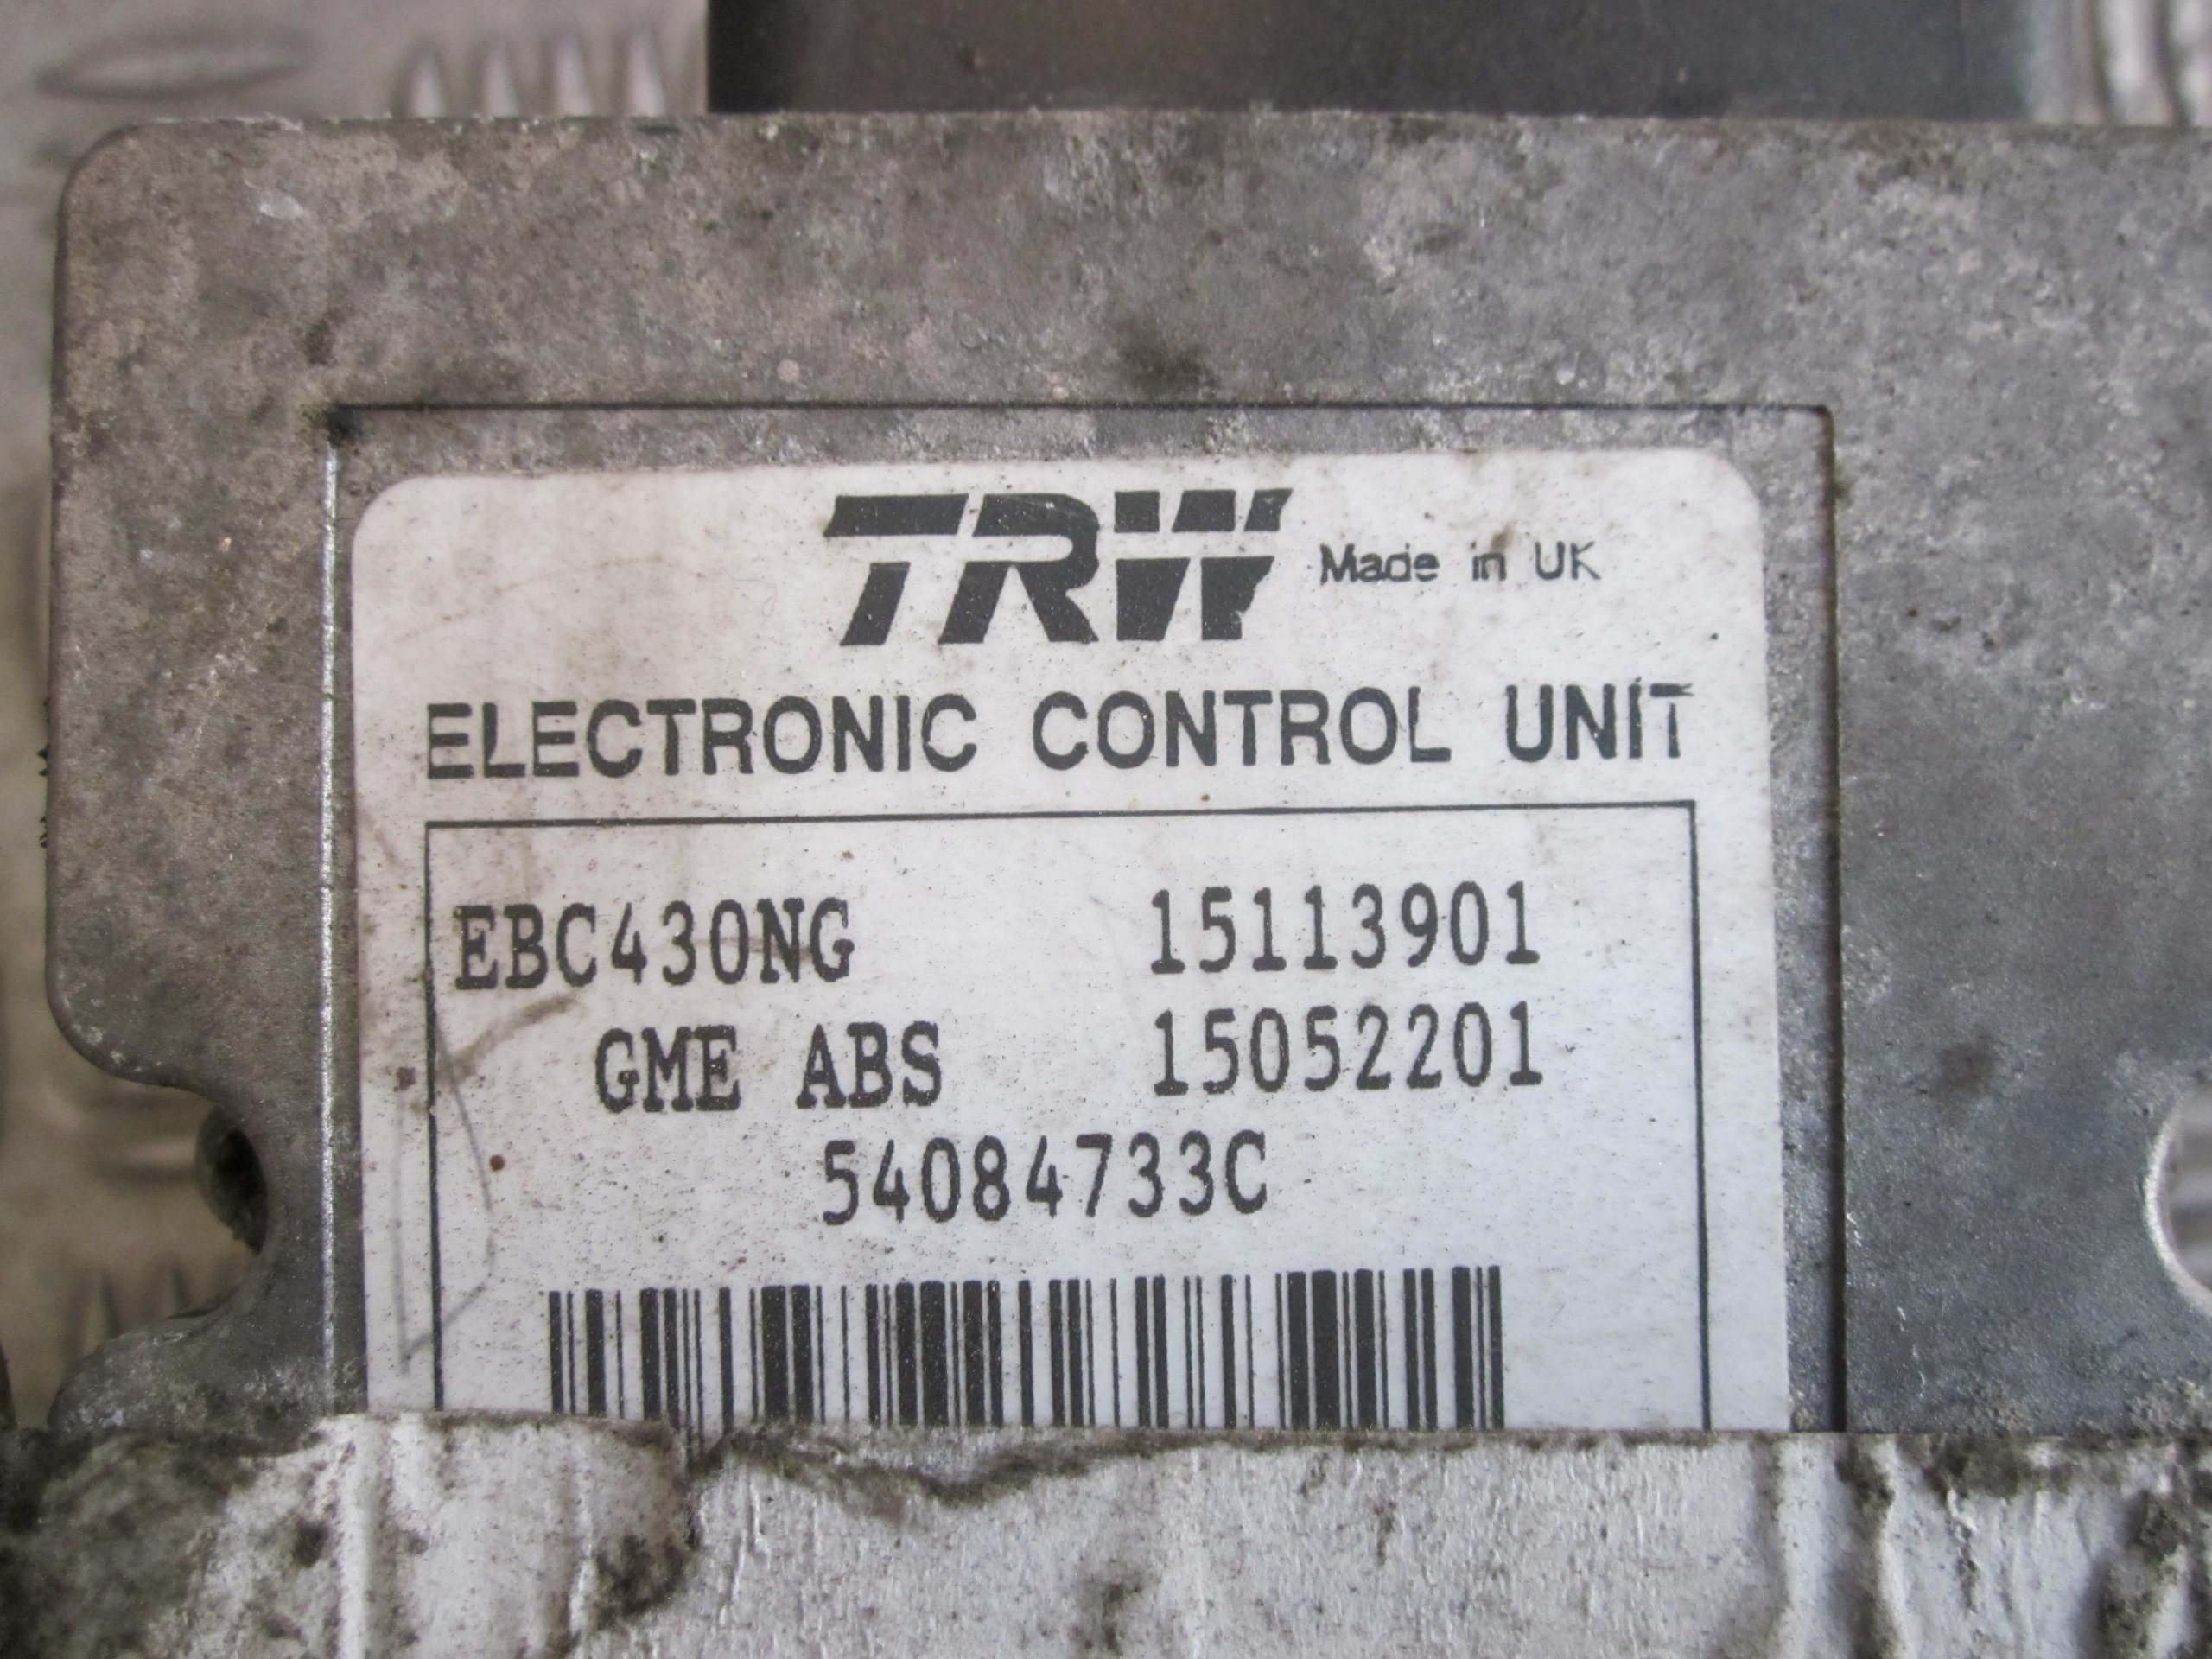 TRW Made in UK
ELECTRONIC CONTROL UNIT
EBC430NG 15113901
GME ABS 15052201
54084733C